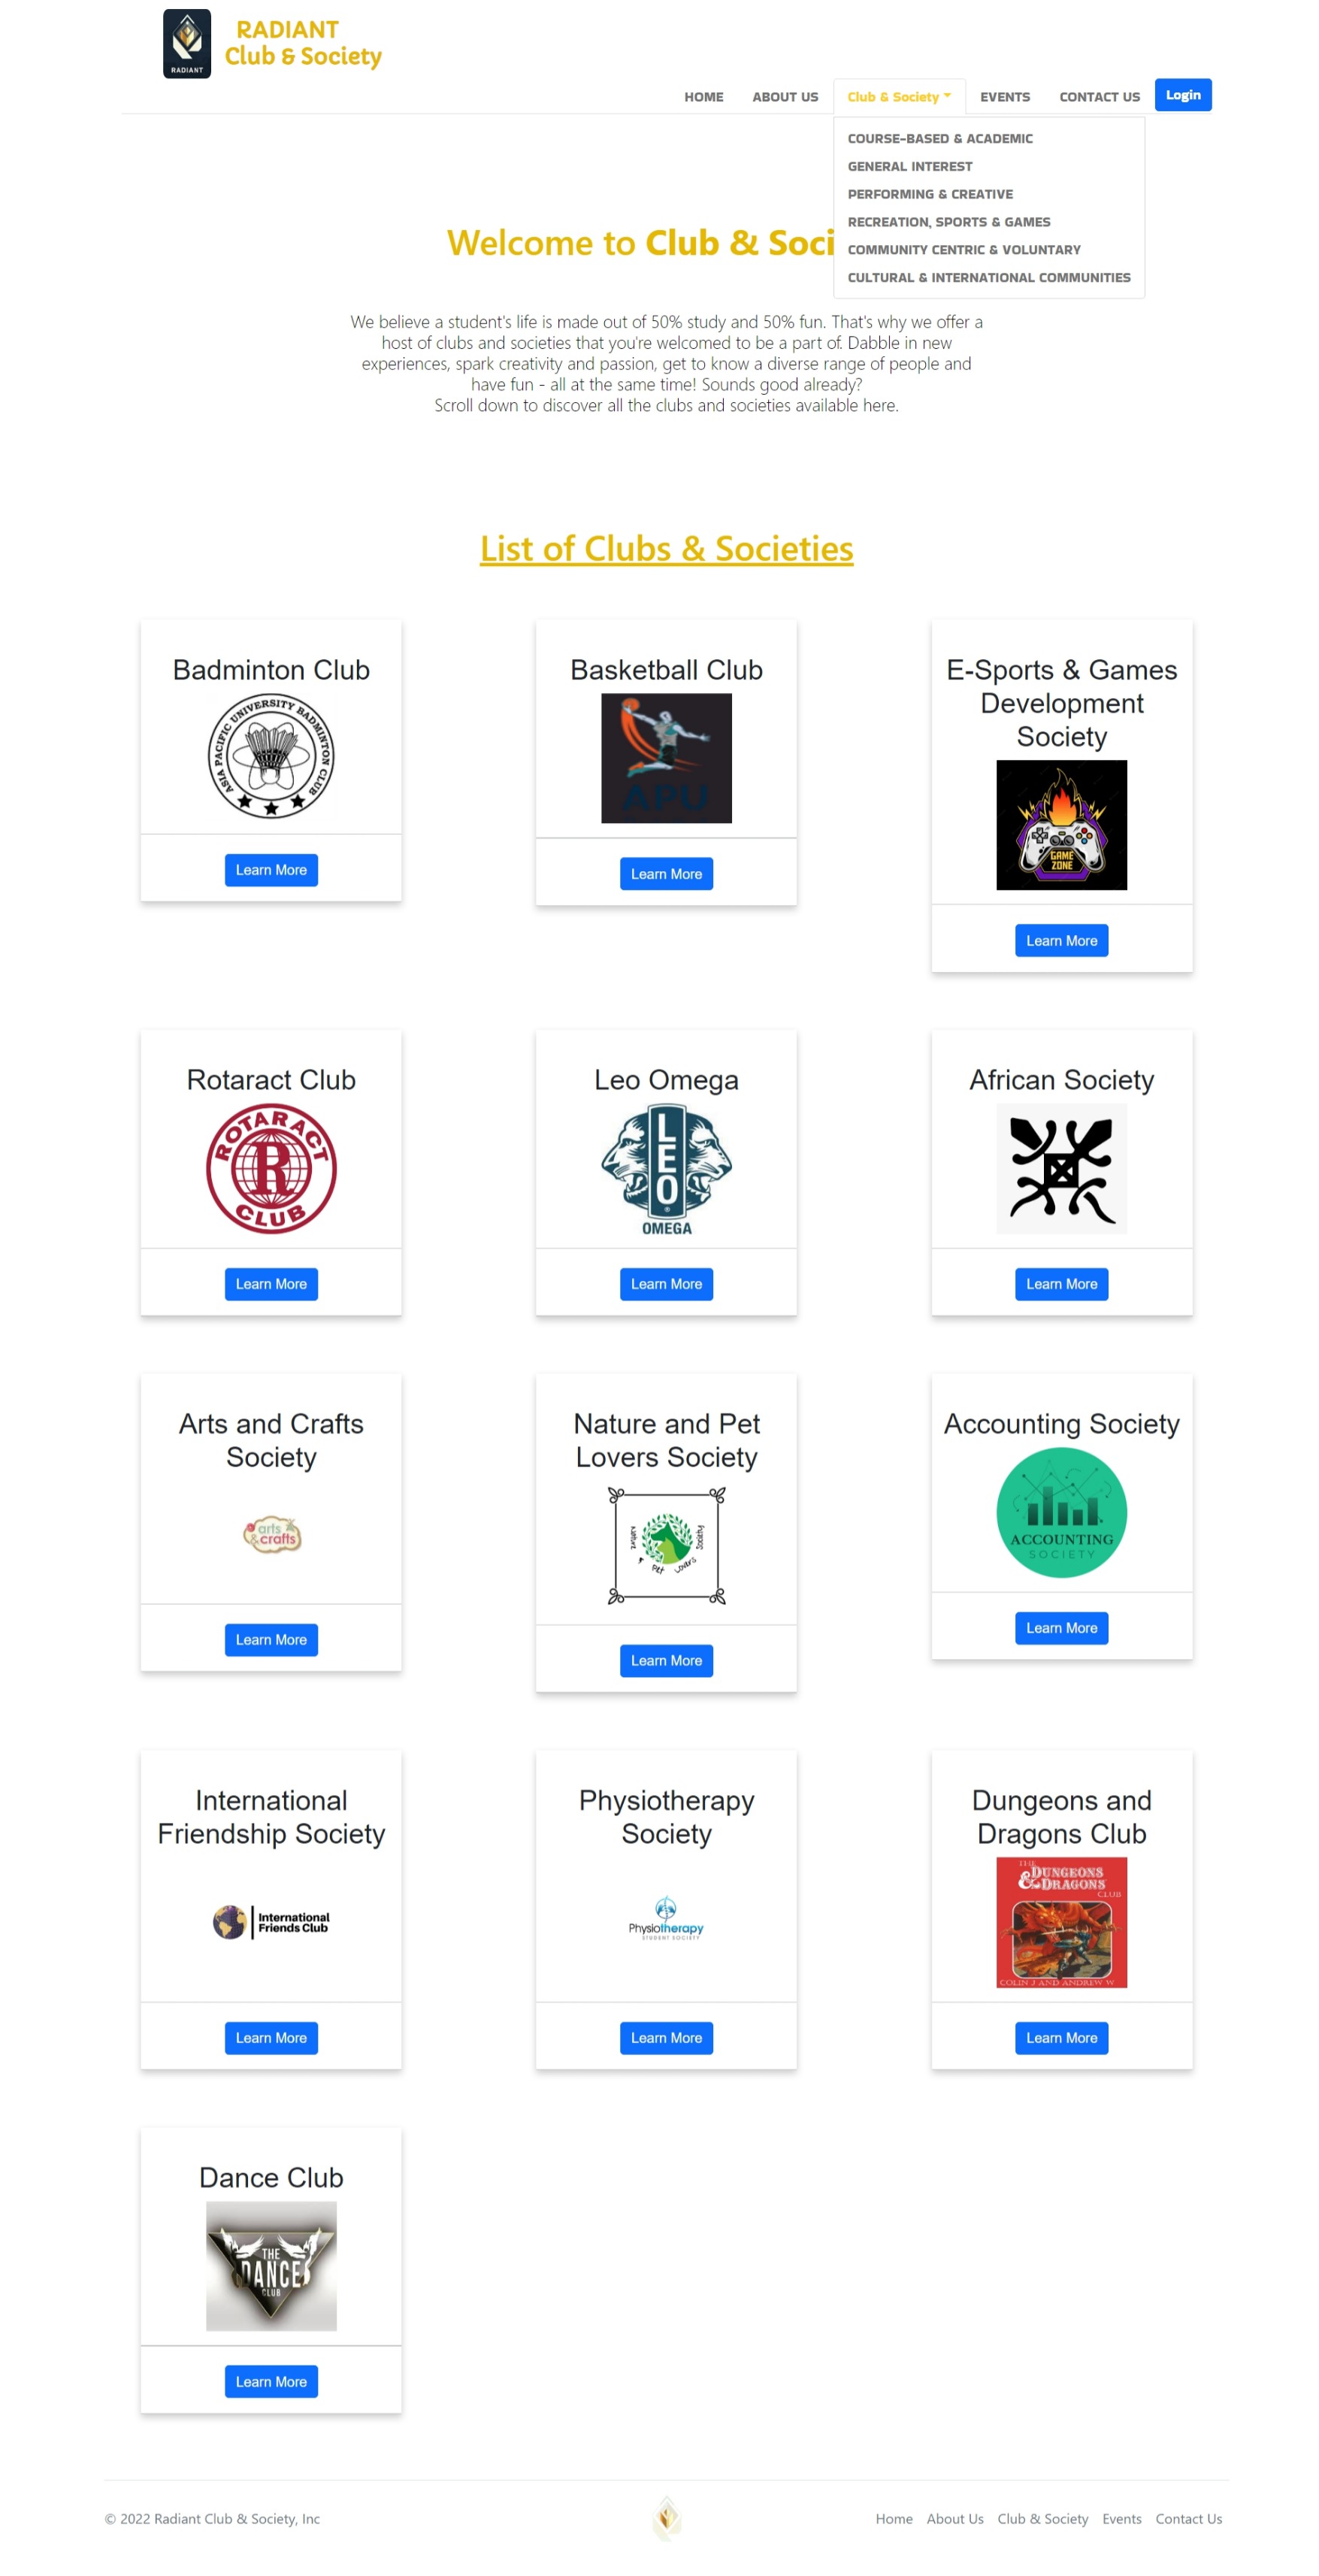 RADIANT
RADIANT
Club & Society
HOME ABOUT US Club & Society EVENTS CONTACT US Login
COURSE-BASED & ACADEMIC
GENERAL INTEREST
PERFORMING & CREATIVE
RECREATION, SPORTS & GAMES
COMMUNITY CENTRIC & VOLUNTARY
CULTURAL & INTERNATIONAL COMMUNITIES
Welcome to Club & Soci
We believe a student's life is made out of 50% study and 50% fun. That's why we offer a
host of clubs and societies that you're welcomed to be a part of. Dabble in new
experiences, spark creativity and passion, get to know a diverse range of people and
have fun - all at the same time! Sounds good already?
Scroll down to discover all the clubs and societies available here.
List of Clubs & Societies
Badminton Club
ASIA PACIFIC UNIVERSITY BADMINTON CLUB
Learn More
Basketball Club
APU
Learn More
E-Sports & Games
Development
Society
GAME
ZONE
Learn More
Rotaract Club
ROTARACT
R
CLUB
Learn More
Leo Omega
LEO
OMEGA
Learn More
African Society
Learn More
Arts and Crafts
Society
arts
&crafts
Learn More
Nature and Pet
Lovers Society
Nature & Pet Lovers Society
Learn More
Accounting Society
ACCOUNTING
SOCIETY
Learn More
International
Friendship Society
International
Friends Club
Learn More
Physiotherapy
Society
Physiotherapy
STUDENT SOCIETY
Learn More
Dungeons and
Dragons Club
THE
DUNGEONS
& DRAGONS
CLUB
COLIN J AND ANDREW W
Learn More
Dance Club
THE
DANCE
CLUB
Learn More
© 2022 Radiant Club & Society, Inc
Home About Us Club & Society Events Contact Us